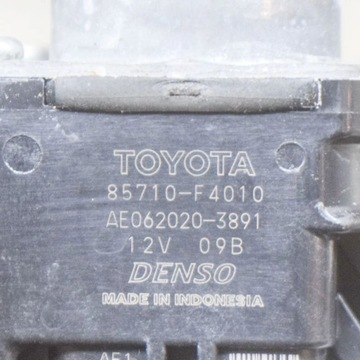 TOYOTA
85710-F4010
AE062020-3891
12V 09B
DENSO
MADE IN INDONESIA